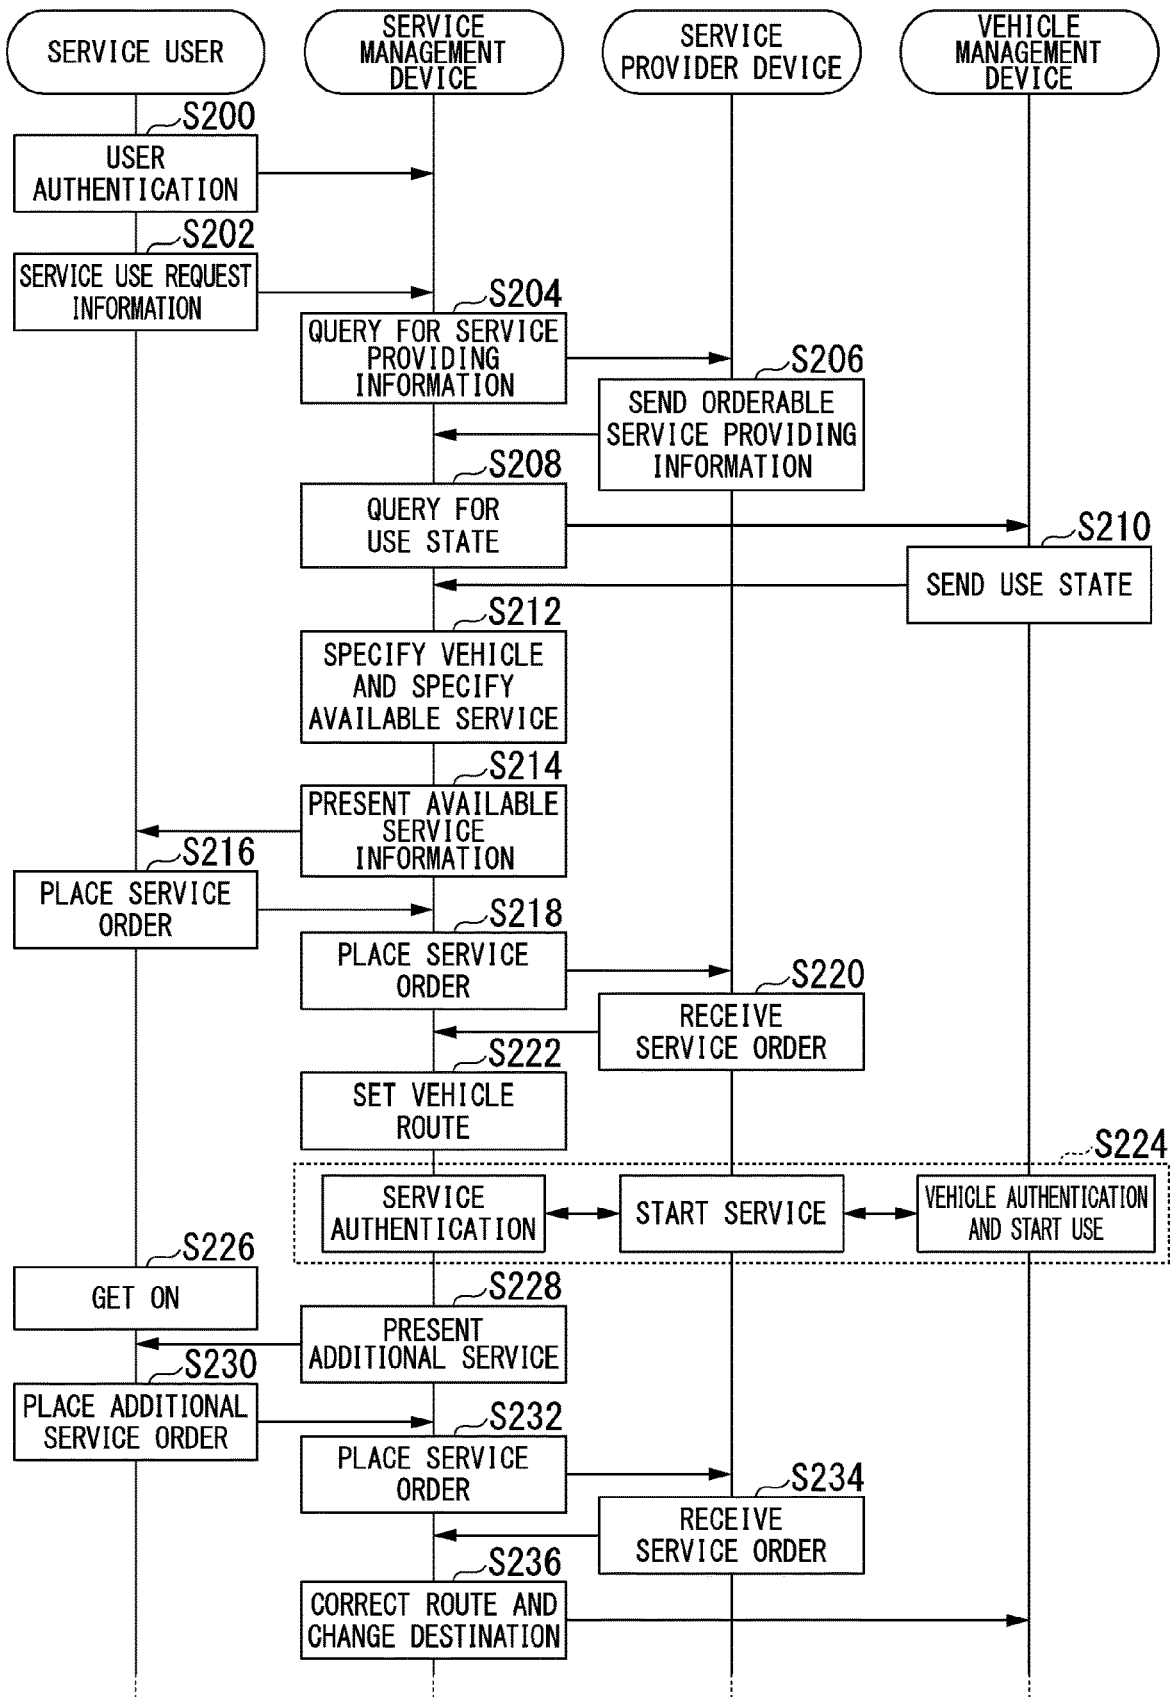 SERVICE USER
SERVICE
MANAGEMENT
DEVICE
SERVICE
PROVIDER DEVICE
VEHICLE
MANAGEMENT
DEVICE
S200
USER
AUTHENTICATION
S202
SERVICE USE REQUEST
INFORMATION
S204
QUERY FOR SERVICE
PROVIDING
INFORMATION
S206
SEND ORDERABLE
SERVICE PROVIDING
INFORMATION
S208
QUERY FOR
USE STATE
S210
SEND USE STATE
S212
SPECIFY VEHICLE
AND SPECIFY
AVAILABLE SERVICE
S214
PRESENT AVAILABLE
SERVICE
INFORMATION
S216
PLACE SERVICE
ORDER
S218
PLACE SERVICE
ORDER
S220
RECEIVE
SERVICE ORDER
S222
SET VEHICLE
ROUTE
S224
SERVICE
AUTHENTICATION
START SERVICE
VEHICLE AUTHENTICATION
AND START USE
S226
GET ON
S228
PRESENT
ADDITIONAL SERVICE
S230
PLACE ADDITIONAL
SERVICE ORDER
S232
PLACE SERVICE
ORDER
S234
RECEIVE
SERVICE ORDER
S236
CORRECT ROUTE AND
CHANGE DESTINATION